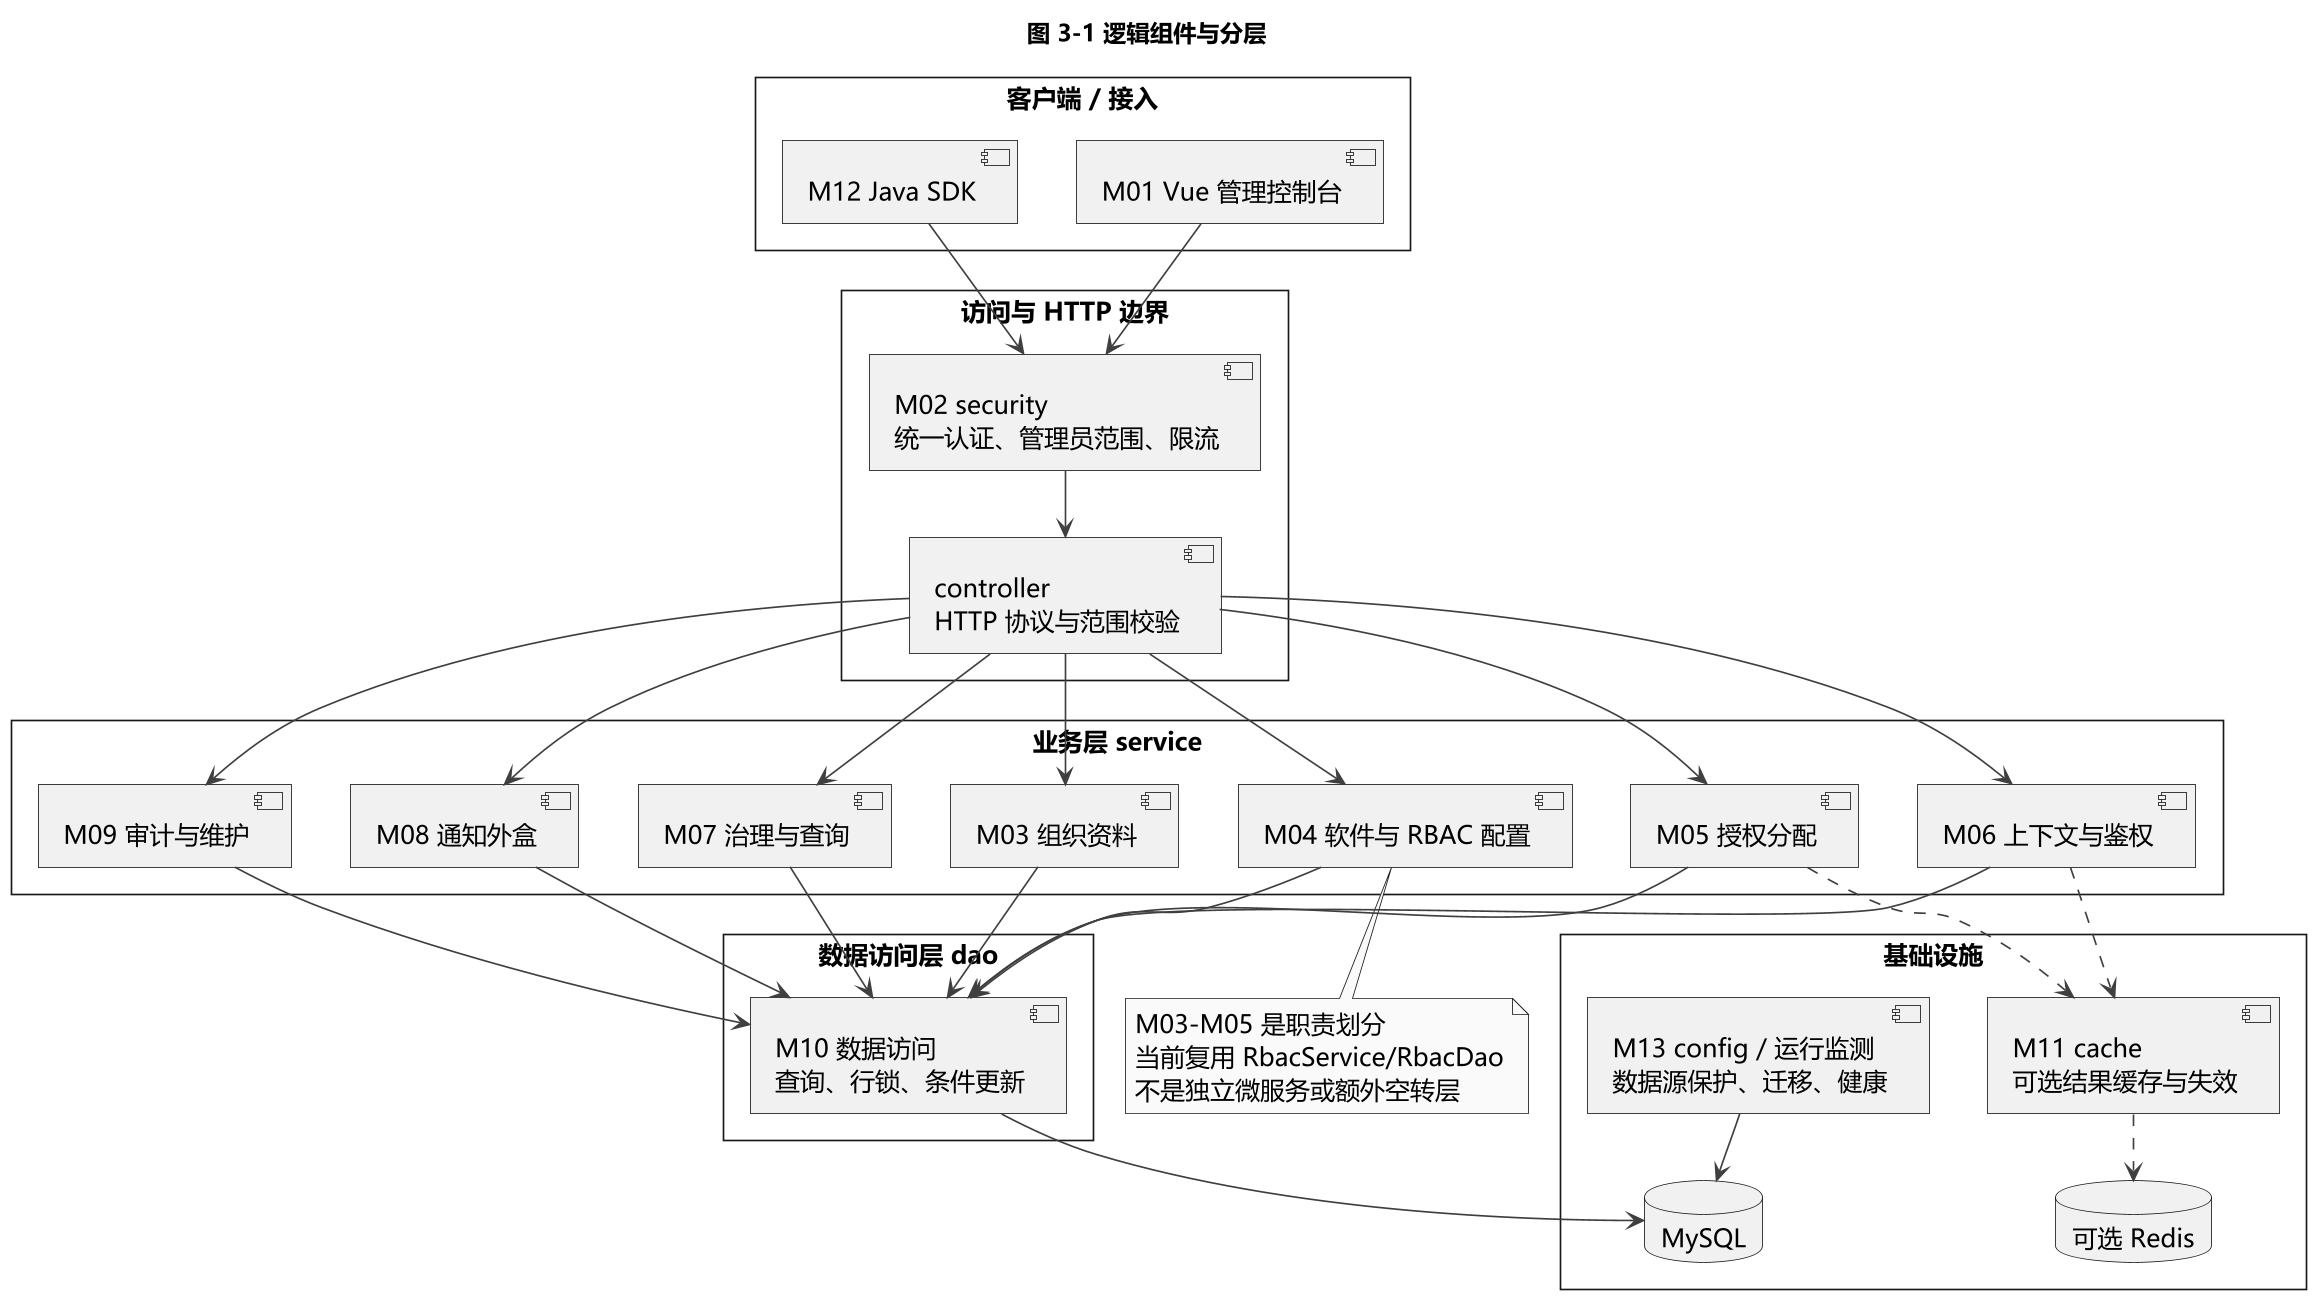 图 3-1 逻辑组件与分层
客户端 / 接入
M12 Java SDK
M01 Vue 管理控制台
访问与 HTTP 边界
M02 security
统一认证、管理员范围、限流
controller
HTTP 协议与范围校验
业务层 service
M09 审计与维护
M08 通知外盒
M07 治理与查询
M03 组织资料
M04 软件与 RBAC 配置
M05 授权分配
M06 上下文与鉴权
数据访问层 dao
M10 数据访问
查询、行锁、条件更新
M03-M05 是职责划分
当前复用 RbacService/RbacDao
不是独立微服务或额外空转层
基础设施
M13 config / 运行监测
数据源保护、迁移、健康
M11 cache
可选结果缓存与失效
MySQL
可选 Redis